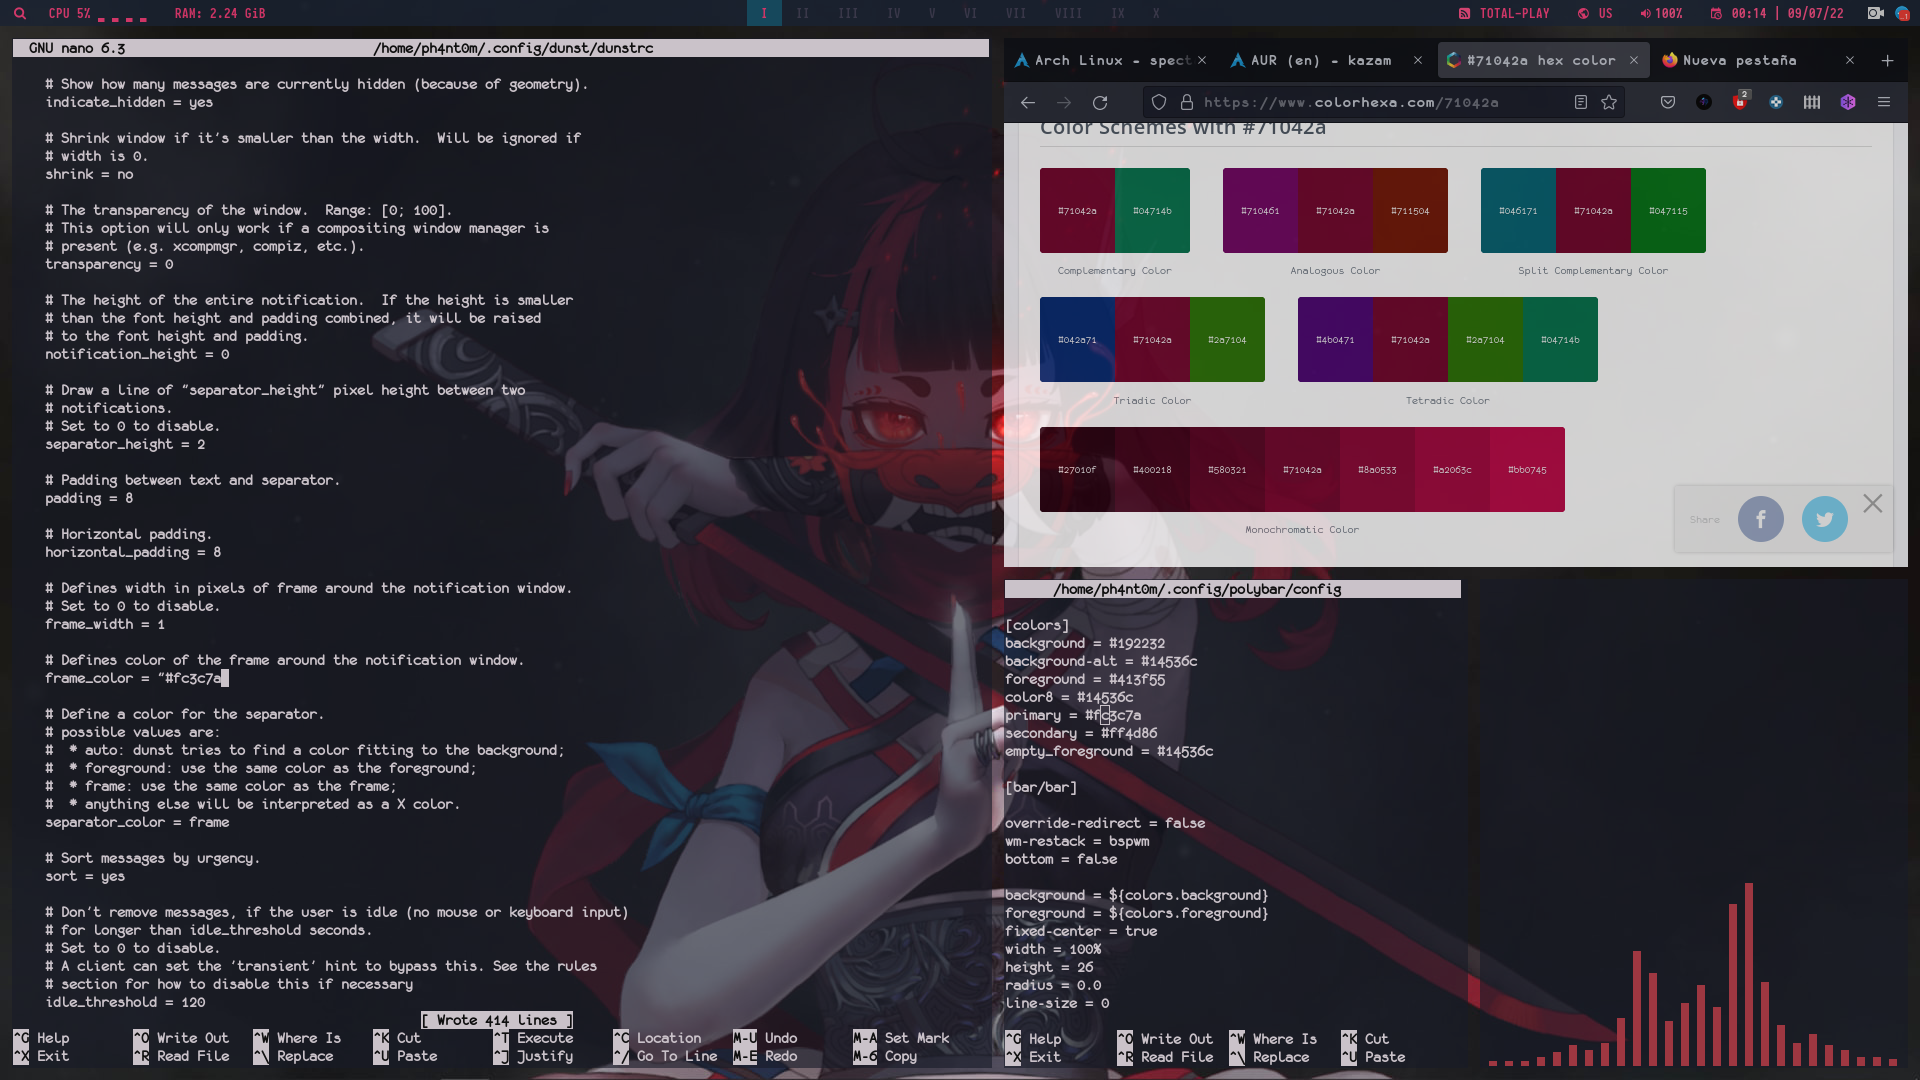 CPU 5%
RAM: 2.24 GiB
I II III IV V VI VII VIII IX X
TOTAL-PLAY
US
100%
00:14 | 09/07/22
GNU nano 6.3 /home/ph4nt0m/.config/dunst/dunstrc
# Show how many messages are currently hidden (because of geometry).
indicate_hidden = yes
# Shrink window if it's smaller than the width.  Will be ignored if
# width is 0.
shrink = no
# The transparency of the window.  Range: [0; 100].
# This option will only work if a compositing window manager is
# present (e.g. xcompmgr, compiz, etc.).
transparency = 0
# The height of the entire notification.  If the height is smaller
# than the font height and padding combined, it will be raised
# to the font height and padding.
notification_height = 0
# Draw a line of "separator_height" pixel height between two
# notifications.
# Set to 0 to disable.
separator_height = 2
# Padding between text and separator.
padding = 8
# Horizontal padding.
horizontal_padding = 8
# Defines width in pixels of frame around the notification window.
# Set to 0 to disable.
frame_width = 1
# Defines color of the frame around the notification window.
frame_color = "#fc3c7a
# Define a color for the separator.
# possible values are:
#  * auto: dunst tries to find a color fitting to the background;
#  * foreground: use the same color as the foreground;
#  * frame: use the same color as the frame;
#  * anything else will be interpreted as a X color.
separator_color = frame
# Sort messages by urgency.
sort = yes
# Don't remove messages, if the user is idle (no mouse or keyboard input)
# for longer than idle_threshold seconds.
# Set to 0 to disable.
# A client can set the 'transient' hint to bypass this. See the rules
# section for how to disable this if necessary
idle_threshold = 120
[ Wrote 414 lines ]
^G Help ^O Write Out ^W Where Is ^K Cut ^T Execute ^C Location M-U Undo M-A Set Mark
^X Exit ^R Read File ^\ Replace ^U Paste ^J Justify ^/ Go To Line M-E Redo M-6 Copy
Arch Linux - spect
AUR (en) - kazam
#71042a hex color
Nueva pestaña
https://www.colorhexa.com/71042a
2
Color Schemes with #71042a
#71042a #04714b
#710461 #71042a #711504
#046171 #71042a #047115
Complementary Color
Analogous Color
Split Complementary Color
#042a71 #71042a #2a7104
#4b0471 #71042a #2a7104 #04714b
Triadic Color
Tetradic Color
#27010f #400218 #580321 #71042a #8a0533 #a2063c #bb0745
Monochromatic Color
Share
/home/ph4nt0m/.config/polybar/config
[colors]
background = #192232
background-alt = #14536c
foreground = #413f55
color8 = #14536c
primary = #fc3c7a
secondary = #ff4d86
empty_foreground = #14536c
[bar/bar]
override-redirect = false
wm-restack = bspwm
bottom = false
background = ${colors.background}
foreground = ${colors.foreground}
fixed-center = true
width = 100%
height = 26
radius = 0.0
line-size = 0
^G Help ^O Write Out ^W Where Is ^K Cut
^X Exit ^R Read File ^\ Replace ^U Paste